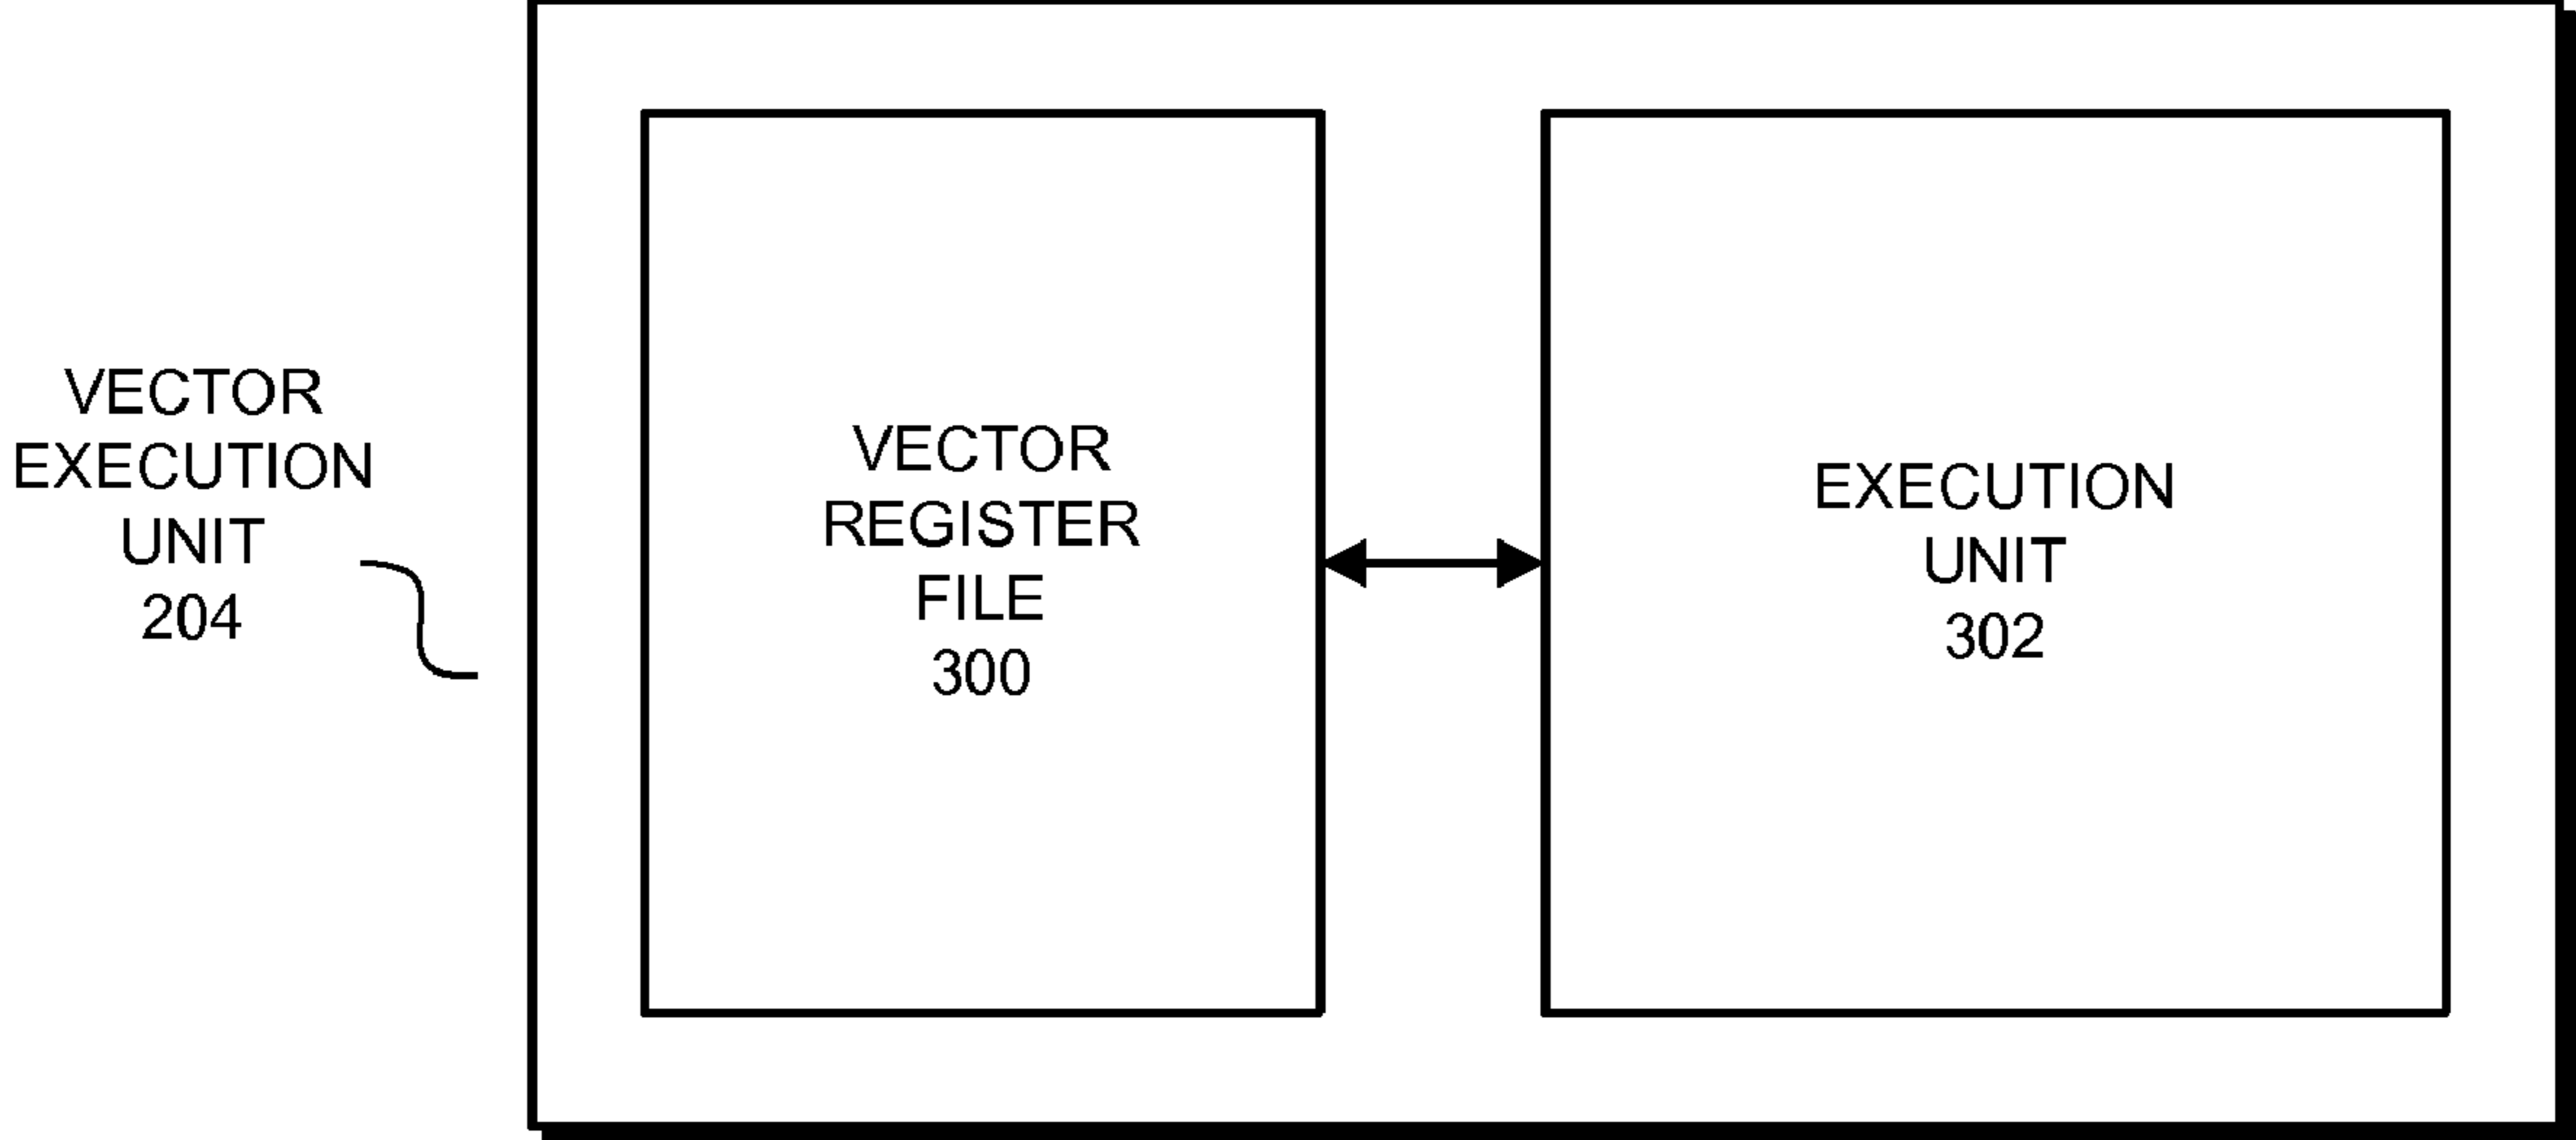 VECTOR
EXECUTION
UNIT
204
VECTOR
REGISTER
FILE
300
EXECUTION
UNIT
302